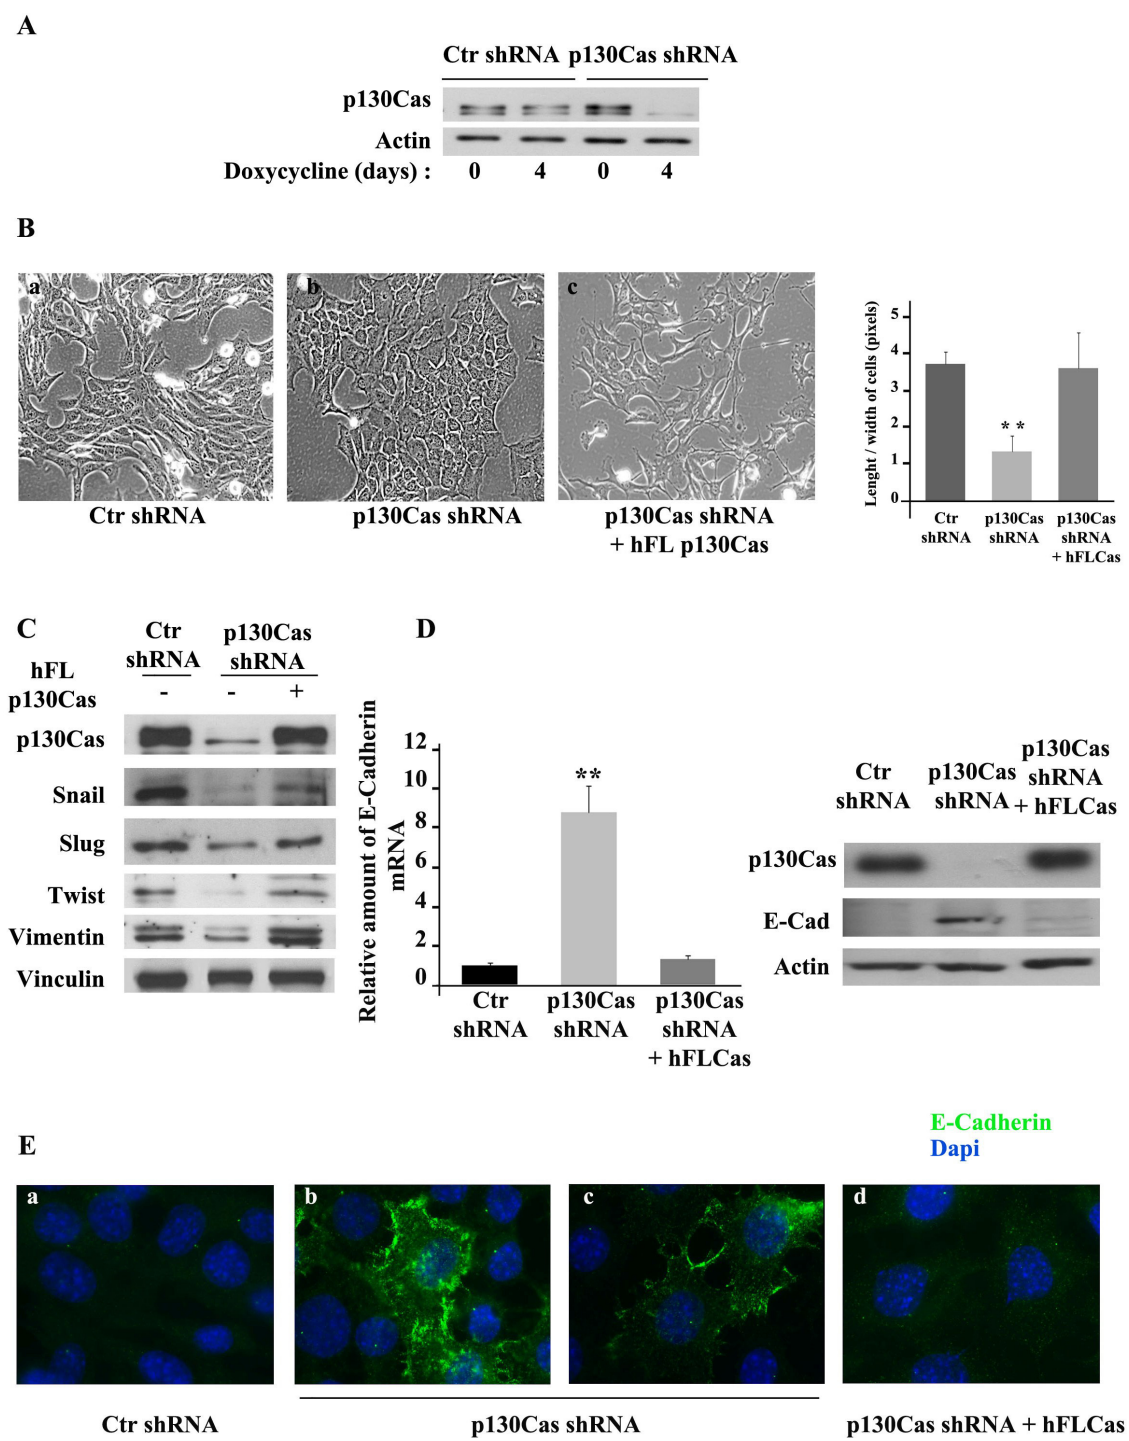 A
Ctr shRNA p130Cas shRNA
p130Cas
Actin
Doxycycline (days) : 0 4 0 4
B
a b c
Ctr shRNA
p130Cas shRNA
p130Cas shRNA
+ hFL p130Cas
Lenght / width of cells (pixels)
5
4
3
2
1
0
* *
Ctr
shRNA
p130Cas
shRNA
p130Cas
shRNA
+ hFLCas
C
Ctr
shRNA
p130Cas
shRNA
hFL
p130Cas - - +
p130Cas
Snail
Slug
Twist
Vimentin
Vinculin
D
Relative amount of E-Cadherin
mRNA
12
10
8
6
4
2
0
**
Ctr
shRNA
p130Cas
shRNA
p130Cas
shRNA
+ hFLCas
Ctr
shRNA
p130Cas
shRNA
p130Cas
shRNA
+ hFLCas
p130Cas
E-Cad
Actin
E
E-Cadherin
Dapi
a b c d
Ctr shRNA p130Cas shRNA p130Cas shRNA + hFLCas